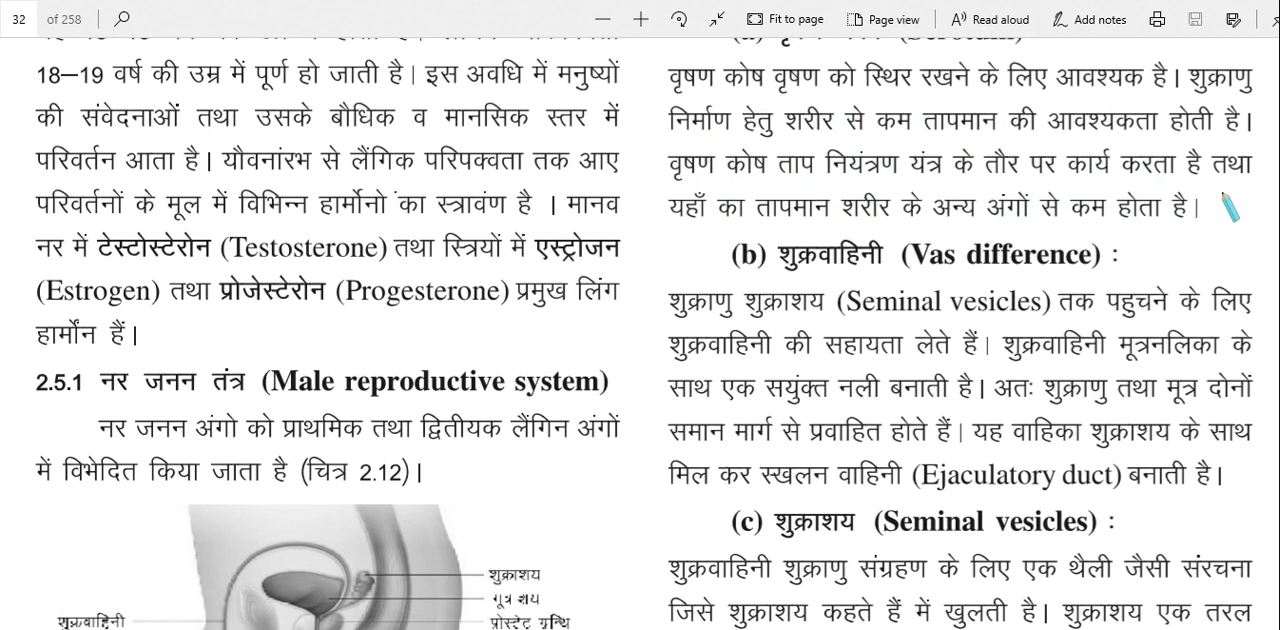 32 of 258
Fit to page
Page view
Read aloud
Add notes
18–19 वर्ष की उम्र में पूर्ण हो जाती है। इस अवधि में मनुष्यों
की संवेदनाओं तथा उसके बौधिक व मानसिक स्तर में
परिवर्तन आता है। यौवनांरभ से लैंगिक परिपक्वता तक आए
परिवर्तनों के मूल में विभिन्न हार्मोनो का स्त्रावंण है । मानव
नर में टेस्टोस्टेरोन (Testosterone) तथा स्त्रियों में एस्ट्रोजन
(Estrogen) तथा प्रोजेस्टेरोन (Progesterone) प्रमुख लिंग
हार्मोंन हैं।
2.5.1 नर जनन तंत्र (Male reproductive system)
नर जनन अंगो को प्राथमिक तथा द्वितीयक लैंगिन अंगों
में विभेदित किया जाता है (चित्र 2.12)।
शुक्राशय
प्रोस्टेट ग्रन्थि
शुक्रवाहिनी
वृषण कोष वृषण को स्थिर रखने के लिए आवश्यक है। शुक्राणु
निर्माण हेतु शरीर से कम तापमान की आवश्यकता होती है।
वृषण कोष ताप नियंत्रण यंत्र के तौर पर कार्य करता है तथा
यहाँ का तापमान शरीर के अन्य अंगों से कम होता है।
(b) शुक्रवाहिनी (Vas difference) :
शुक्राणु शुक्राशय (Seminal vesicles) तक पहुचने के लिए
शुक्रवाहिनी की सहायता लेते हैं। शुक्रवाहिनी मूत्रनलिका के
साथ एक सयुंक्त नली बनाती है। अतः शुक्राणु तथा मूत्र दोनों
समान मार्ग से प्रवाहित होते हैं। यह वाहिका शुक्राशय के साथ
मिल कर स्खलन वाहिनी (Ejaculatory duct) बनाती है।
(c) शुक्राशय (Seminal vesicles) :
शुक्रवाहिनी शुक्राणु संग्रहण के लिए एक थैली जैसी संरचना
जिसे शुक्राशय कहते हैं में खुलती है। शुक्राशय एक तरल